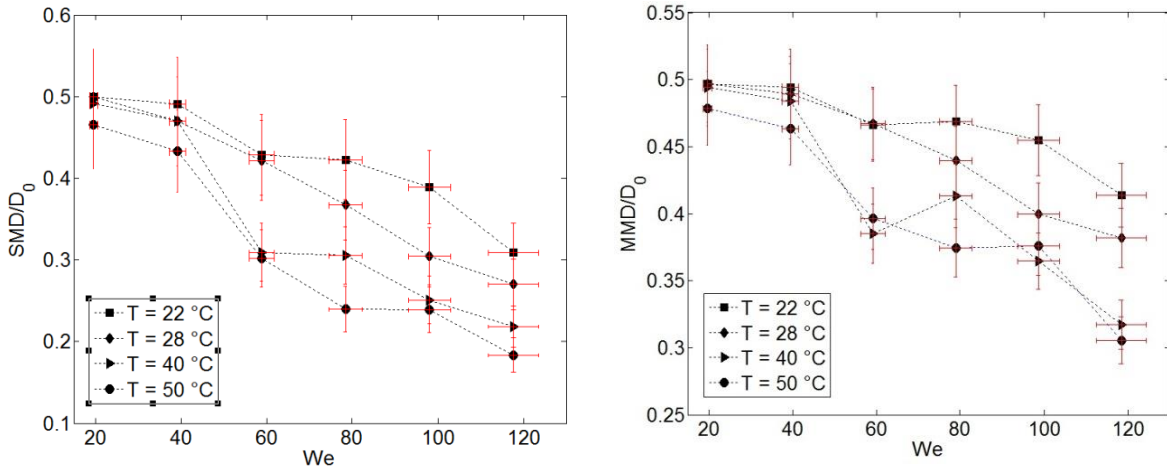 0.6
0.5
0.4
0.3
0.2
0.1
SMD/D0
20 40 60 80 100 120
We
T = 22 °C
T = 28 °C
T = 40 °C
T = 50 °C
0.55
0.5
0.45
0.4
0.35
0.3
0.25
MMD/D0
20 40 60 80 100 120
We
T = 22 °C
T = 28 °C
T = 40 °C
T = 50 °C